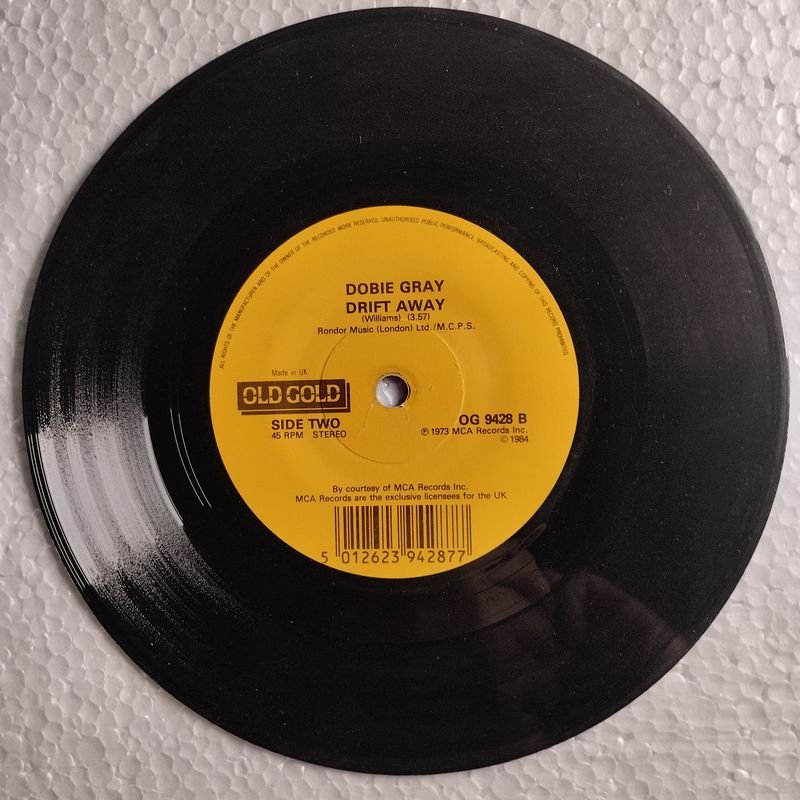 ALL RIGHTS OF THE MANUFACTURER AND OF THE OWNER OF THE RECORDED WORK RESERVED. UNAUTHORISED PUBLIC PERFORMANCE BROADCASTING AND COPYING OF THIS RECORD PROHIBITED.
DOBIE GRAY
DRIFT AWAY
(Williams) (3.57)
Rondor Music (London) Ltd./M.C.P.S.
Made in UK
OLD GOLD
SIDE TWO
45 RPM STEREO
OG 9428 B
℗ 1973 MCA Records Inc.
© 1984
By courtesy of MCA Records Inc.
MCA Records are the exclusive licensees for the UK
5 012623 942877